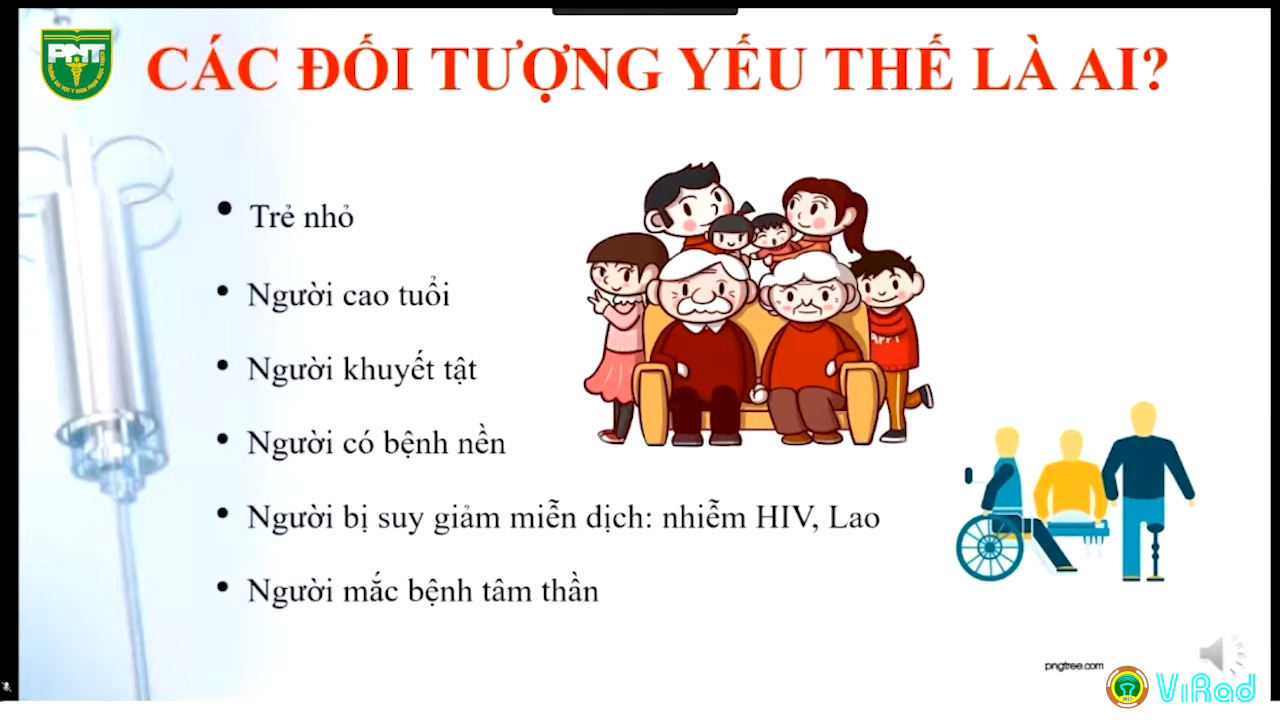 PNT
CÁC ĐỐI TƯỢNG YẾU THẾ LÀ AI?
• Trẻ nhỏ
• Người cao tuổi
• Người khuyết tật
• Người có bệnh nền
• Người bị suy giảm miễn dịch: nhiễm HIV, Lao
• Người mắc bệnh tâm thần
pngtree.com
ViRad